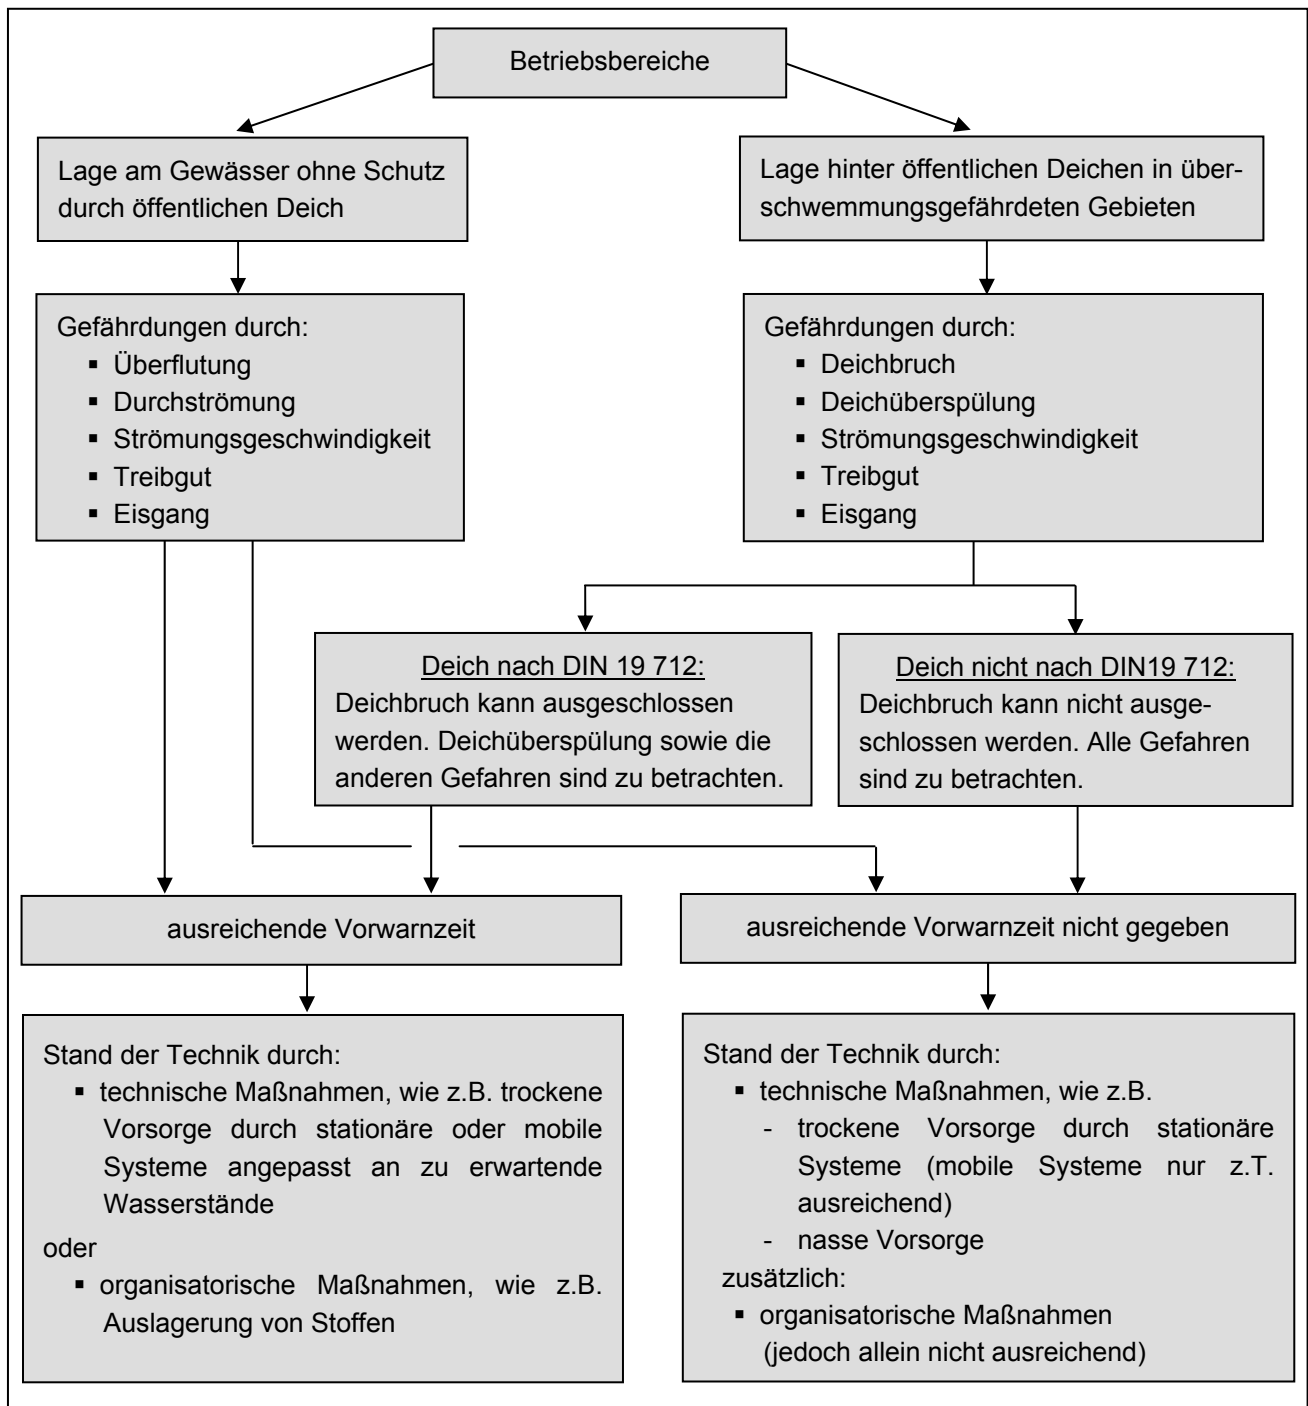 Betriebsbereiche
Lage am Gewässer ohne Schutz
durch öffentlichen Deich
Lage hinter öffentlichen Deichen in über-
schwemmungsgefährdeten Gebieten
Gefährdungen durch:
▪ Überflutung
▪ Durchströmung
▪ Strömungsgeschwindigkeit
▪ Treibgut
▪ Eisgang
Gefährdungen durch:
▪ Deichbruch
▪ Deichüberspülung
▪ Strömungsgeschwindigkeit
▪ Treibgut
▪ Eisgang
Deich nach DIN 19 712:
Deichbruch kann ausgeschlossen
werden. Deichüberspülung sowie die
anderen Gefahren sind zu betrachten.
Deich nicht nach DIN19 712:
Deichbruch kann nicht ausge-
schlossen werden. Alle Gefahren
sind zu betrachten.
ausreichende Vorwarnzeit
ausreichende Vorwarnzeit nicht gegeben
Stand der Technik durch:
▪ technische Maßnahmen, wie z.B. trockene
Vorsorge durch stationäre oder mobile
Systeme angepasst an zu erwartende
Wasserstände
oder
▪ organisatorische Maßnahmen, wie z.B.
Auslagerung von Stoffen
Stand der Technik durch:
▪ technische Maßnahmen, wie z.B.
- trockene Vorsorge durch stationäre
Systeme (mobile Systeme nur z.T.
ausreichend)
- nasse Vorsorge
zusätzlich:
▪ organisatorische Maßnahmen
(jedoch allein nicht ausreichend)